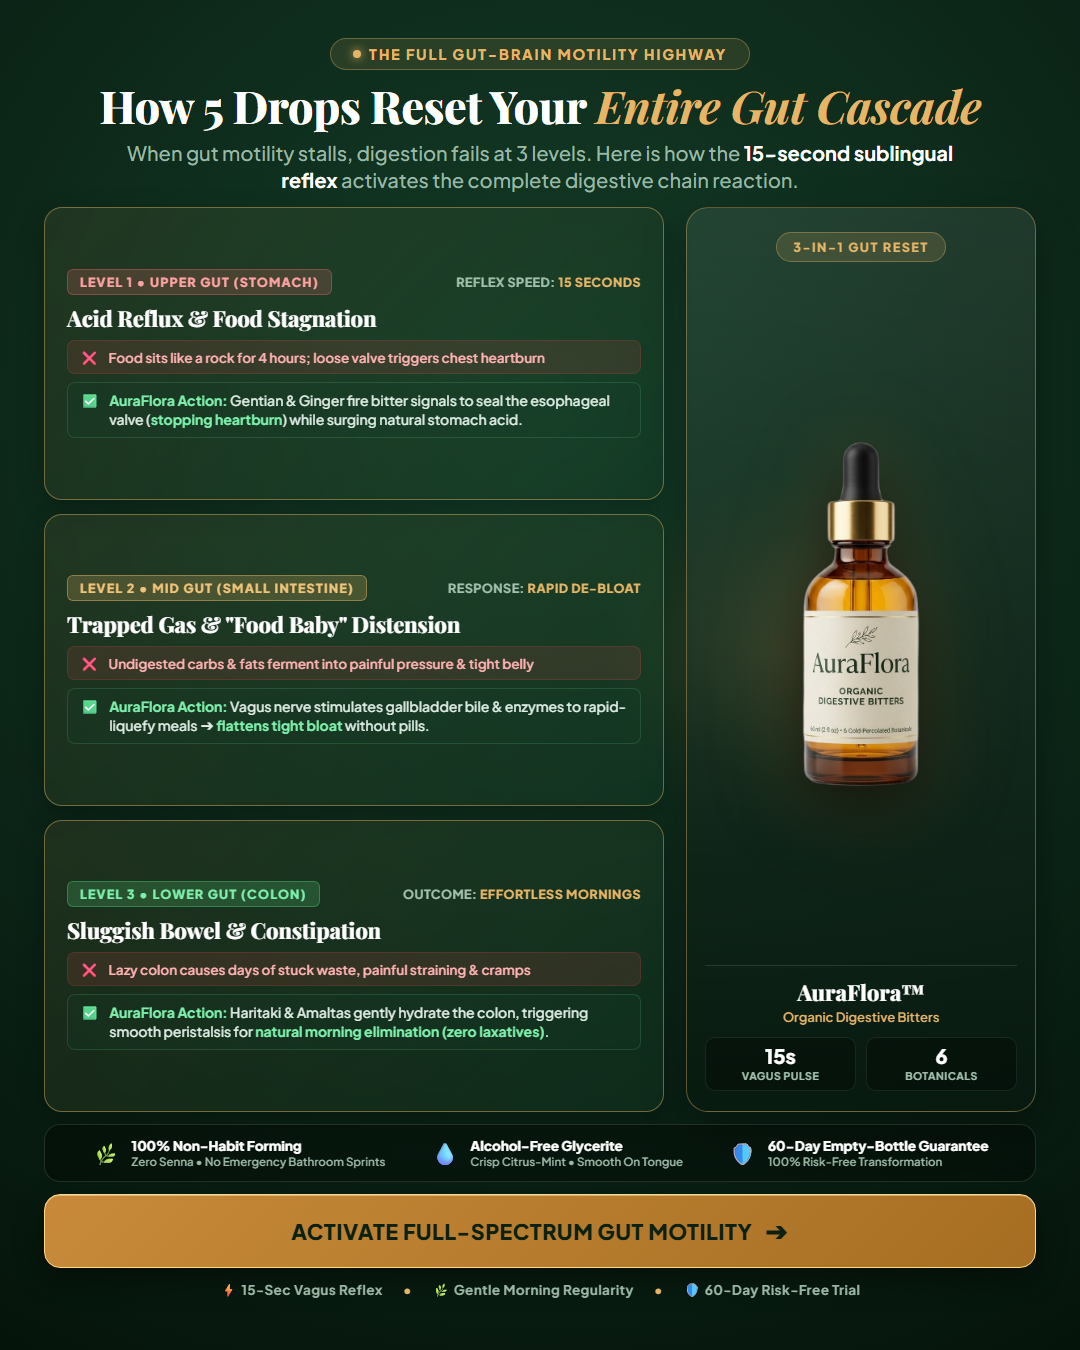 THE FULL GUT-BRAIN MOTILITY HIGHWAY
How 5 Drops Reset Your Entire Gut Cascade
When gut motility stalls, digestion fails at 3 levels. Here is how the 15-second sublingual
reflex activates the complete digestive chain reaction.
LEVEL 1 • UPPER GUT (STOMACH)
REFLEX SPEED: 15 SECONDS
Acid Reflux & Food Stagnation
❌ Food sits like a rock for 4 hours; loose valve triggers chest heartburn
✅ AuraFlora Action: Gentian & Ginger fire bitter signals to seal the esophageal
valve (stopping heartburn) while surging natural stomach acid.
LEVEL 2 • MID GUT (SMALL INTESTINE)
RESPONSE: RAPID DE-BLOAT
Trapped Gas & "Food Baby" Distension
❌ Undigested carbs & fats ferment into painful pressure & tight belly
✅ AuraFlora Action: Vagus nerve stimulates gallbladder bile & enzymes to rapid-
liquefy meals ➔ flattens tight bloat without pills.
LEVEL 3 • LOWER GUT (COLON)
OUTCOME: EFFORTLESS MORNINGS
Sluggish Bowel & Constipation
❌ Lazy colon causes days of stuck waste, painful straining & cramps
✅ AuraFlora Action: Haritaki & Amaltas gently hydrate the colon, triggering
smooth peristalsis for natural morning elimination (zero laxatives).
3-IN-1 GUT RESET
AuraFlora
ORGANIC
DIGESTIVE BITTERS
60ml (2 fl oz) • 6 Cold-Percolated Botanicals
AuraFlora™
Organic Digestive Bitters
15s
VAGUS PULSE
6
BOTANICALS
100% Non-Habit Forming
Zero Senna • No Emergency Bathroom Sprints
Alcohol-Free Glycerite
Crisp Citrus-Mint • Smooth On Tongue
60-Day Empty-Bottle Guarantee
100% Risk-Free Transformation
ACTIVATE FULL-SPECTRUM GUT MOTILITY ➔
15-Sec Vagus Reflex • Gentle Morning Regularity • 60-Day Risk-Free Trial